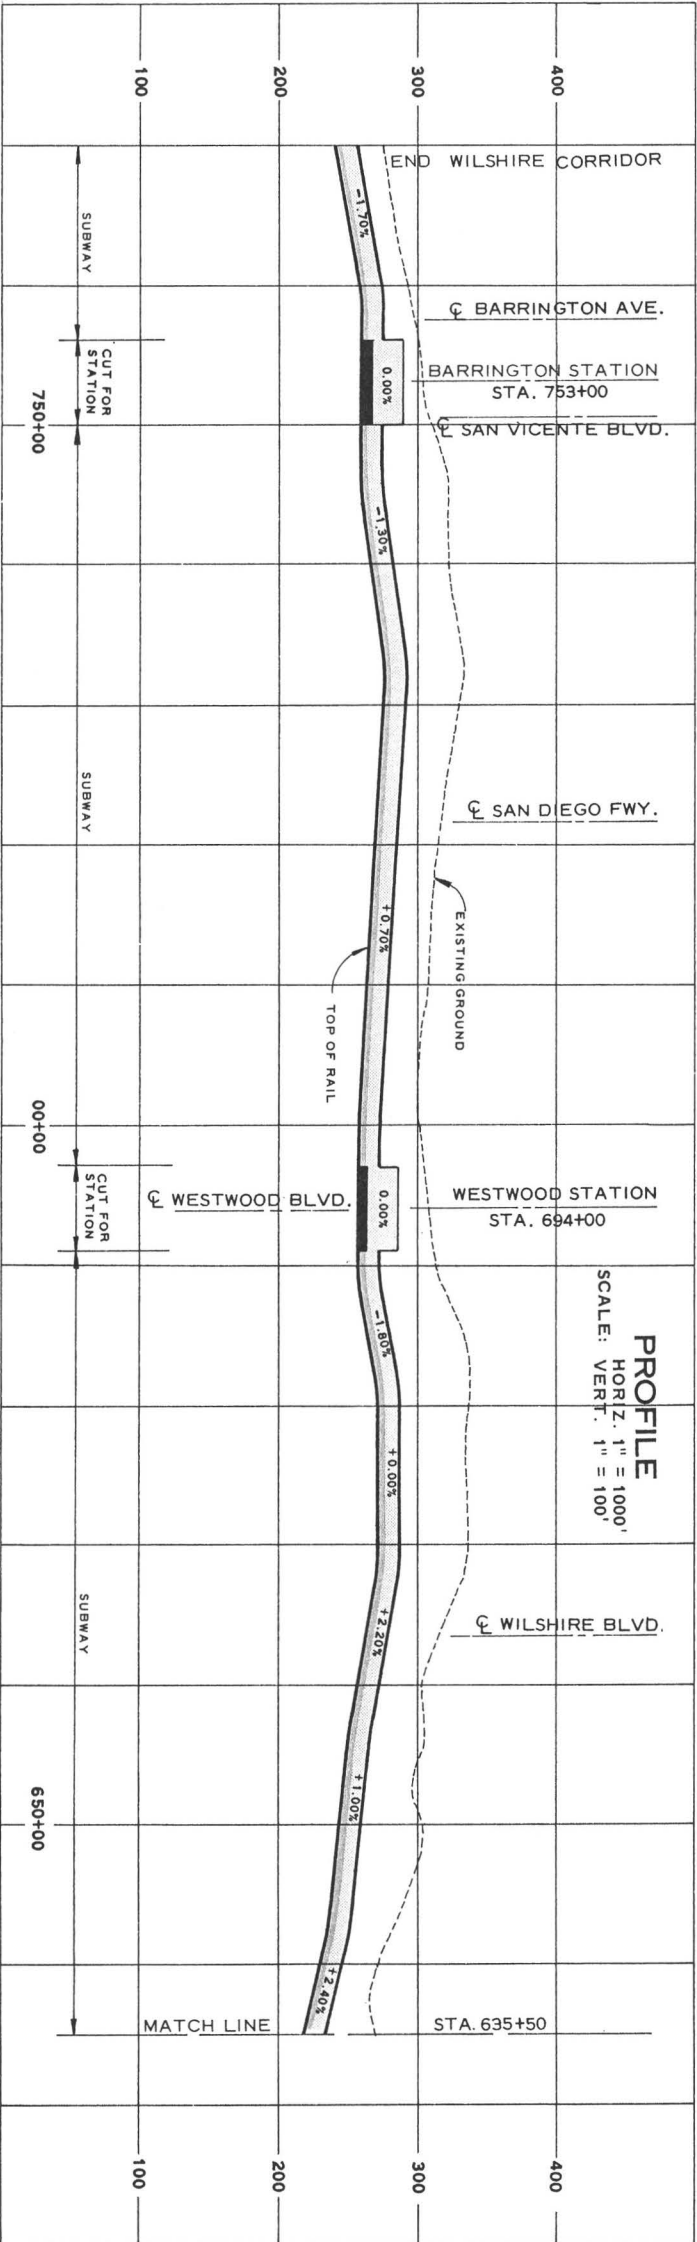 100
200
300
400
END WILSHIRE CORRIDOR
-1.70%
SUBWAY
℄ BARRINGTON AVE.
CUT FOR
STATION
0.00%
BARRINGTON STATION
STA. 753+00
750+00
℄ SAN VICENTE BLVD.
-1.30%
SUBWAY
℄ SAN DIEGO FWY.
+0.70%
EXISTING GROUND
TOP OF RAIL
00+00
CUT FOR
STATION
℄ WESTWOOD BLVD.
0.00%
WESTWOOD STATION
STA. 694+00
PROFILE
SCALE: HORIZ. 1" = 1000'
VERT. 1" = 100'
-1.80%
+0.00%
SUBWAY
+2.20%
℄ WILSHIRE BLVD.
+1.00%
650+00
+2.40%
MATCH LINE
STA. 635+50
100
200
300
400